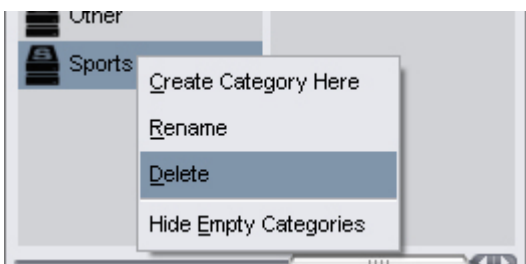 Other
Sports
Create Category Here
Rename
Delete
Hide Empty Categories